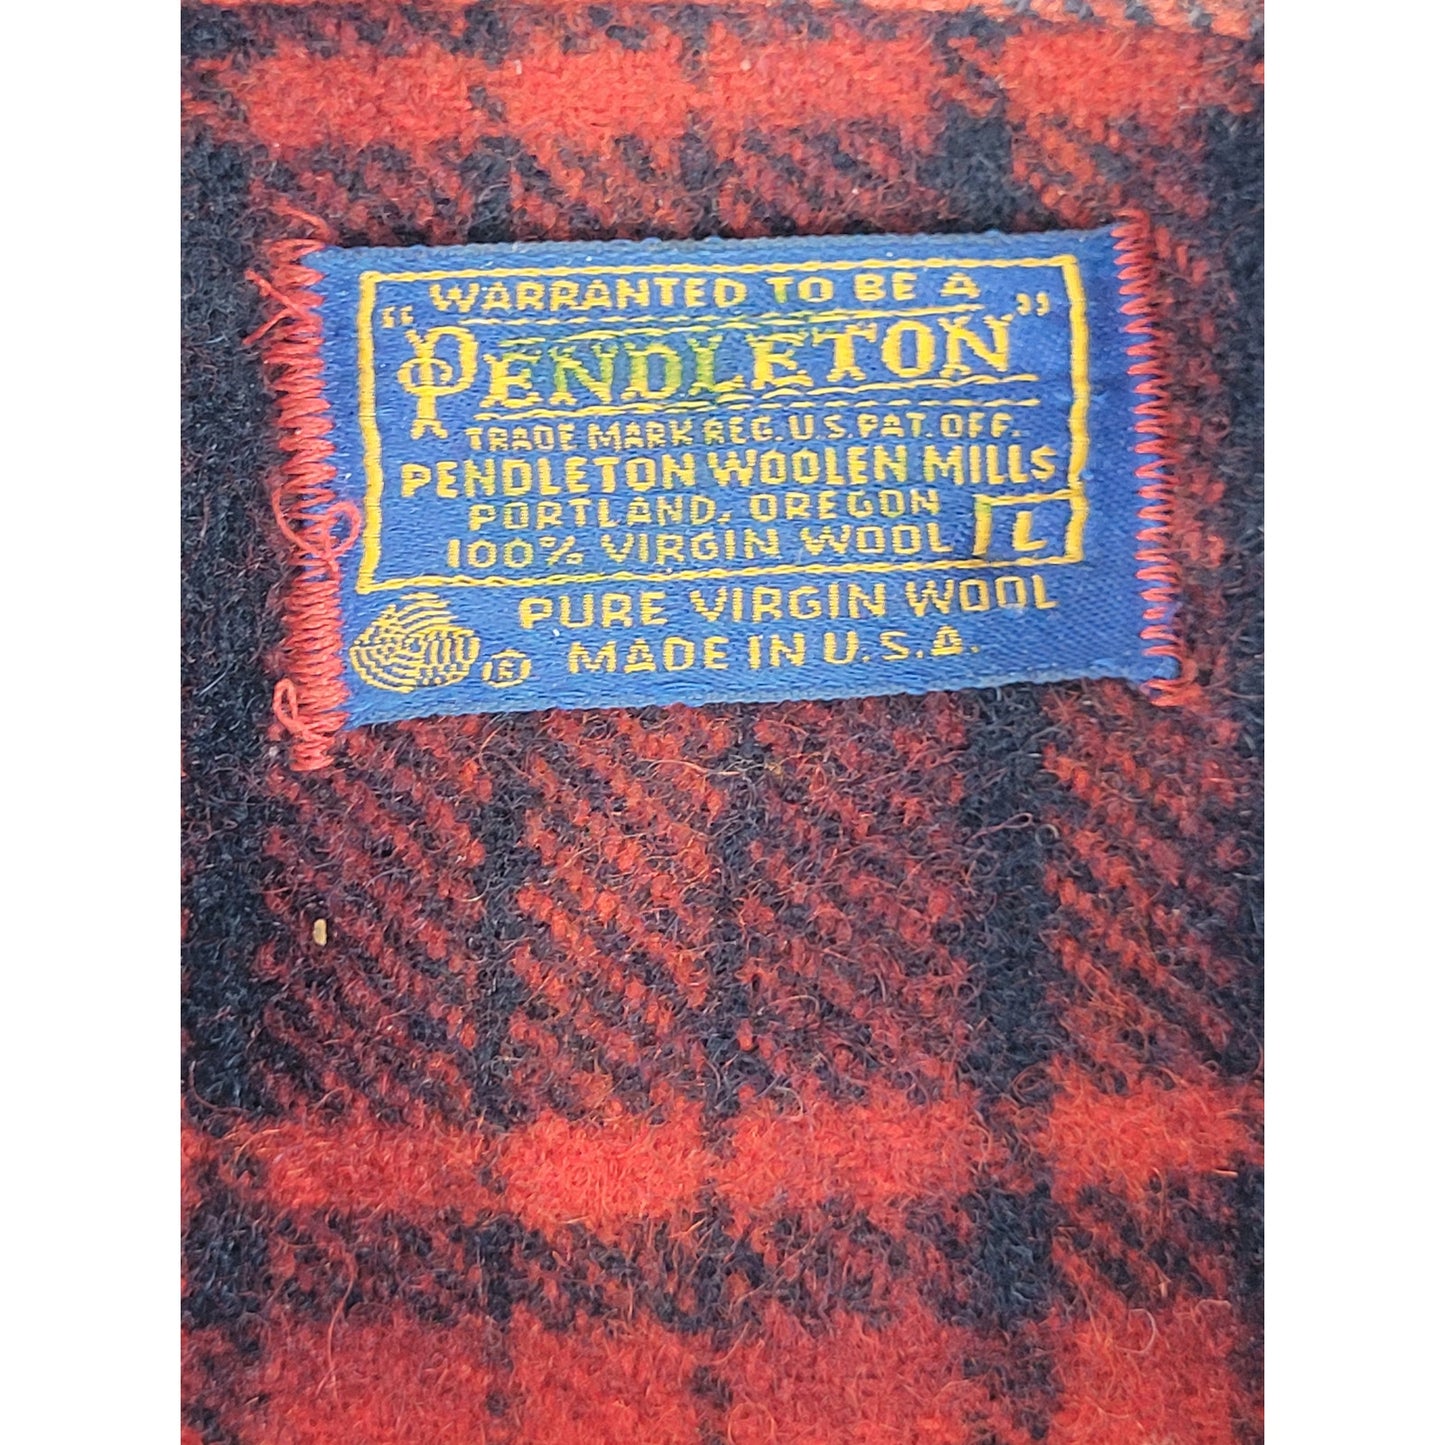 WARRANTED TO BE A
"PENDLETON"
TRADE MARK REG. U.S. PAT. OFF.
PENDLETON WOOLEN MILLS
PORTLAND, OREGON
100% VIRGIN WOOL L
PURE VIRGIN WOOL
® MADE IN U.S.A.